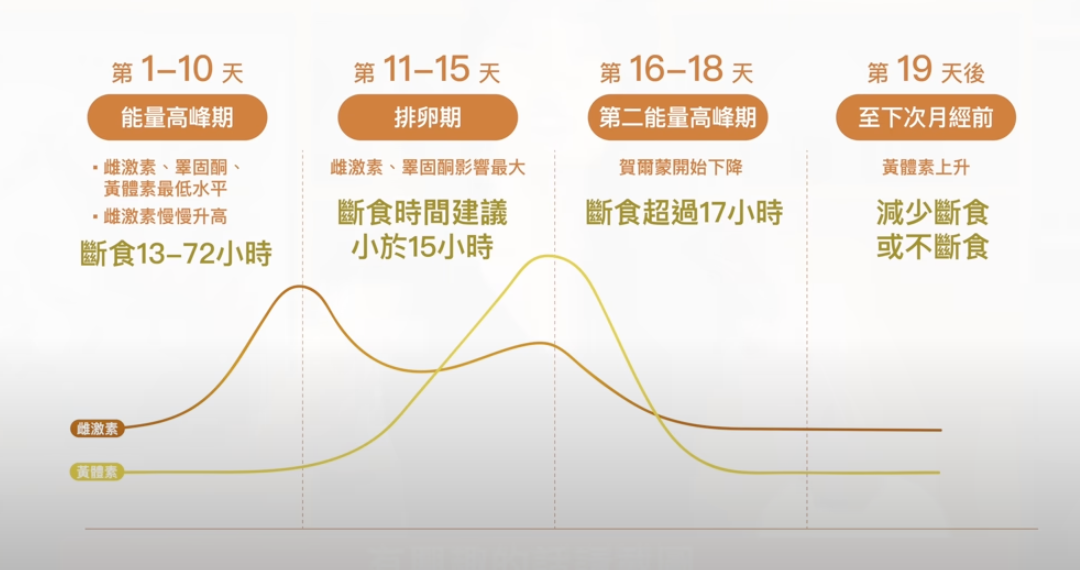 第 1–10 天
能量高峰期
▪ 雌激素、睪固酮、
黃體素最低水平
▪ 雌激素慢慢升高
斷食13–72小時
第 11–15 天
排卵期
雌激素、睪固酮影響最大
斷食時間建議
小於15小時
第 16–18 天
第二能量高峰期
賀爾蒙開始下降
斷食超過17小時
第 19 天後
至下次月經前
黃體素上升
減少斷食
或不斷食
雌激素
黃體素